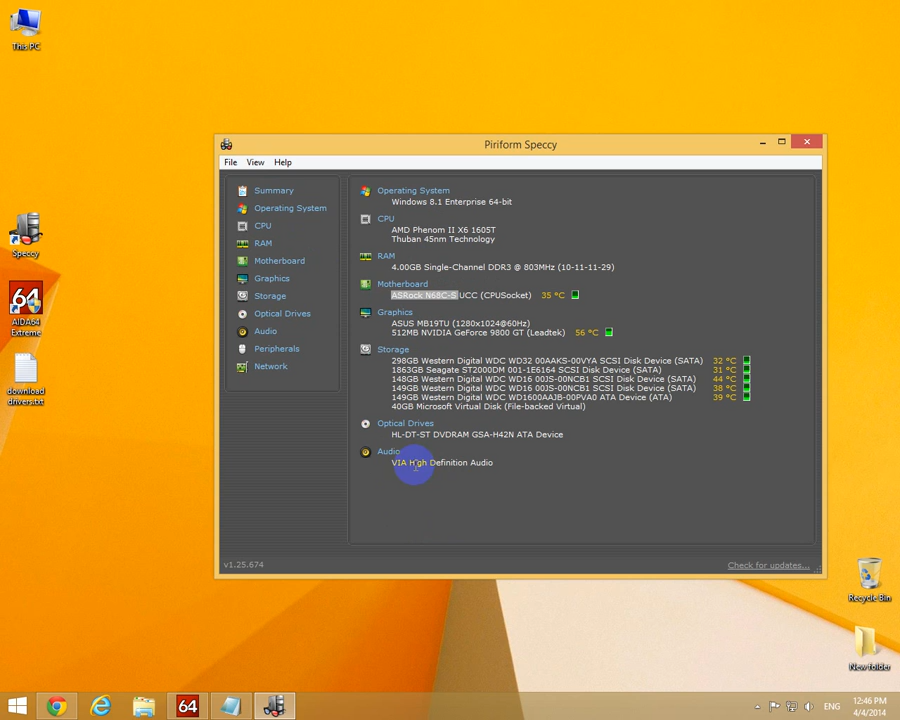 This PC
Speccy
64
AIDA64
Extreme
download
drivers.txt
Piriform Speccy
File View Help
Summary
Operating System
CPU
RAM
Motherboard
Graphics
Storage
Optical Drives
Audio
Peripherals
Network
Operating System
Windows 8.1 Enterprise 64-bit
CPU
AMD Phenom II X6 1605T
Thuban 45nm Technology
RAM
4.00GB Single-Channel DDR3 @ 803MHz (10-11-11-29)
Motherboard
ASRock N68C-S UCC (CPUSocket) 35 °C
Graphics
ASUS MB19TU (1280x1024@60Hz)
512MB NVIDIA GeForce 9800 GT (Leadtek) 56 °C
Storage
298GB Western Digital WDC WD32 00AAKS-00VYA SCSI Disk Device (SATA) 32 °C
1863GB Seagate ST2000DM 001-1E6164 SCSI Disk Device (SATA) 31 °C
148GB Western Digital WDC WD16 00JS-00NCB1 SCSI Disk Device (SATA) 44 °C
149GB Western Digital WDC WD16 00JS-00NCB1 SCSI Disk Device (SATA) 38 °C
149GB Western Digital WDC WD1600AAJB-00PVA0 ATA Device (ATA) 39 °C
40GB Microsoft Virtual Disk (File-backed Virtual)
Optical Drives
HL-DT-ST DVDRAM GSA-H42N ATA Device
Audio
VIA High Definition Audio
v1.25.674
Check for updates...
Recycle Bin
New folder
64
ENG
12:46 PM
4/4/2014